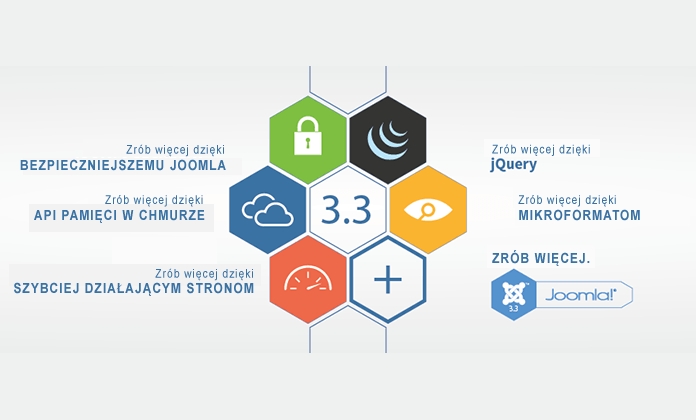 Zrób więcej dzięki
BEZPIECZNIEJSZEMU JOOMLA
Zrób więcej dzięki
API PAMIĘCI W CHMURZE
Zrób więcej dzięki
SZYBCIEJ DZIAŁAJĄCYM STRONOM
3.3
Zrób więcej dzięki
jQuery
Zrób więcej dzięki
MIKROFORMATOM
ZRÓB WIĘCEJ.
3.3
Joomla!®